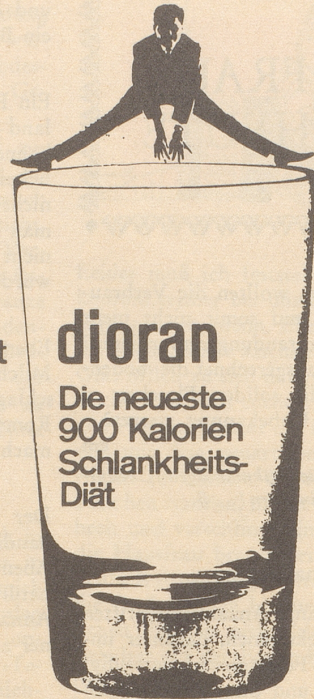 dioran
Die neueste
900 Kalorien
Schlankheits-
Diät